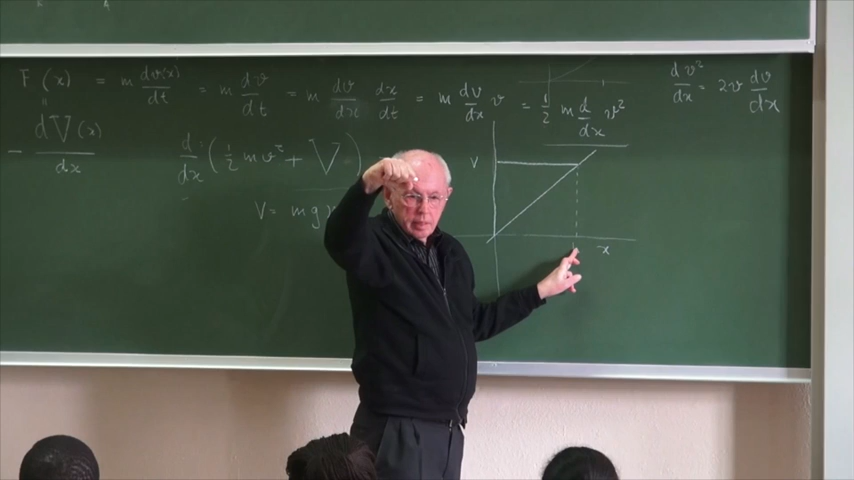 F(x) = m dv(x)/dt = m dv/dt = m dv/dx dx/dt = m dv/dx v = 1/2 m d/dx v²
dv²/dx = 2v dv/dx
- dV(x)/dx
d/dx (1/2 mv² + V)
V = mg
V
x